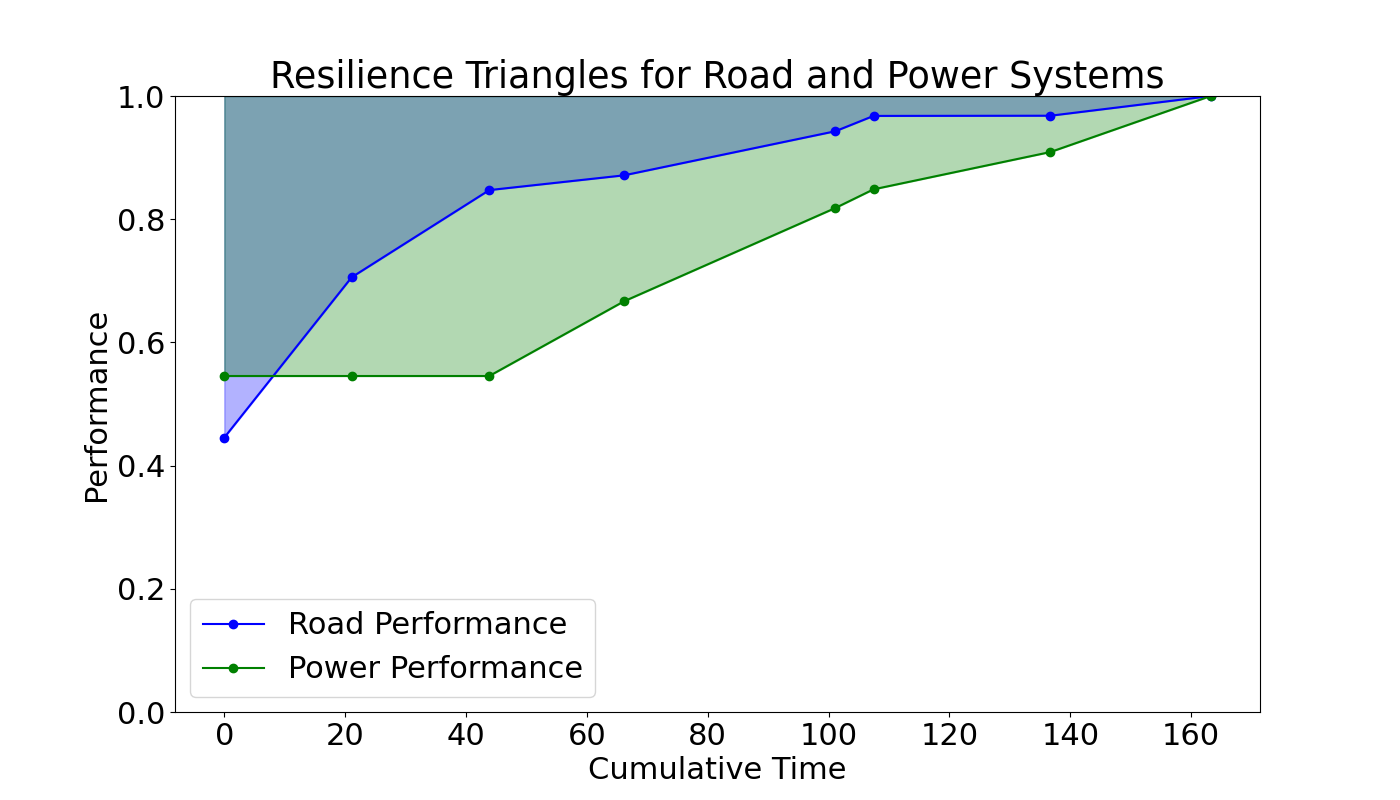 Resilience Triangles for Road and Power Systems
1.0
0.8
0.6
0.4
0.2
0.0
Performance
Road Performance
Power Performance
0 20 40 60 80 100 120 140 160
Cumulative Time